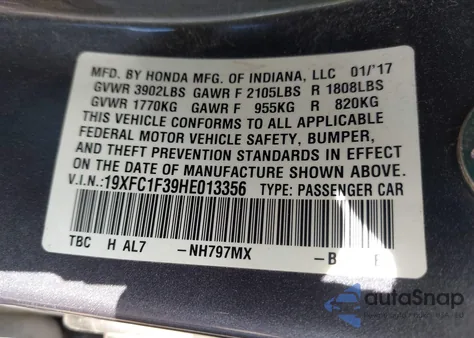 MFD. BY HONDA MFG. OF INDIANA, LLC 01/'17
GVWR 3902LBS GAWR F 2105LBS R 1808LBS
GVWR 1770KG GAWR F 955KG R 820KG
THIS VEHICLE CONFORMS TO ALL APPLICABLE
FEDERAL MOTOR VEHICLE SAFETY, BUMPER,
AND THEFT PREVENTION STANDARDS IN EFFECT
ON THE DATE OF MANUFACTURE SHOWN ABOVE.
V.I.N.:19XFC1F39HE013356 TYPE: PASSENGER CAR
TBC H AL7 -NH797MX -B
autoSnap